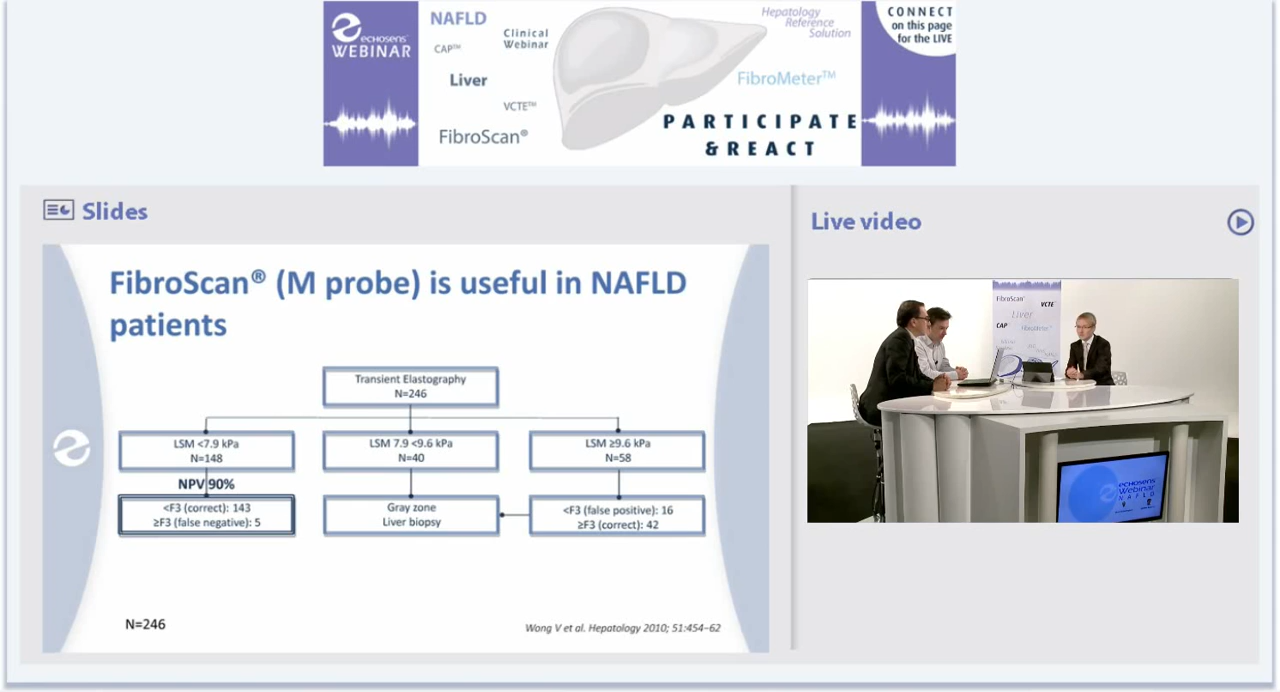 echosens
WEBINAR
NAFLD
CAP™
Liver
Clinical
Webinar
VCTE™
FibroScan®
Hepatology
Reference
Solution
FibroMeter™
PARTICIPATE
& REACT
CONNECT
on this page
for the LIVE
Slides
FibroScan® (M probe) is useful in NAFLD
patients
Transient Elastography
N=246
LSM <7.9 kPa
N=148
LSM 7.9 <9.6 kPa
N=40
LSM ≥9.6 kPa
N=58
NPV 90%
<F3 (correct): 143
≥F3 (false negative): 5
Gray zone
Liver biopsy
<F3 (false positive): 16
≥F3 (correct): 42
N=246
Wong V et al. Hepatology 2010; 51:454–62
Live video
FibroScan®
VCTE™
Liver
CAP™
FibroMeter™
echosens
Webinar
NAFLD